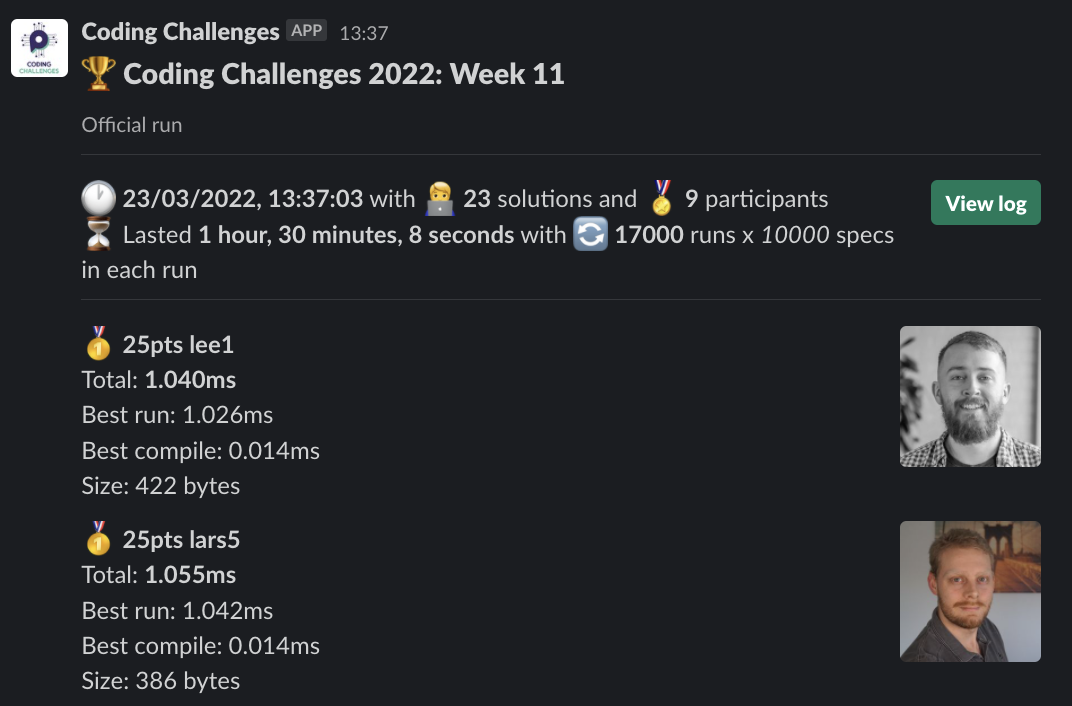 Coding Challenges APP 13:37
CODING
CHALLENGES
Coding Challenges 2022: Week 11
Official run
23/03/2022, 13:37:03 with 23 solutions and 9 participants
View log
Lasted 1 hour, 30 minutes, 8 seconds with 17000 runs x 10000 specs
in each run
25pts lee1
Total: 1.040ms
Best run: 1.026ms
Best compile: 0.014ms
Size: 422 bytes
25pts lars5
Total: 1.055ms
Best run: 1.042ms
Best compile: 0.014ms
Size: 386 bytes